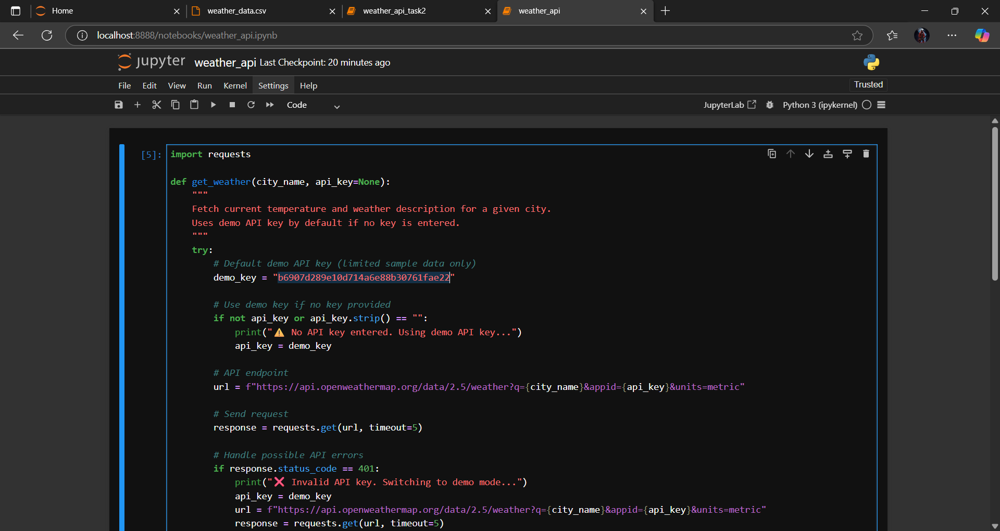 Home
weather_data.csv
weather_api_task2
weather_api
localhost:8888/notebooks/weather_api.ipynb
jupyter weather_api Last Checkpoint: 20 minutes ago
File Edit View Run Kernel Settings Help
Trusted
Code
JupyterLab
Python 3 (ipykernel)
[5]:
import requests
def get_weather(city_name, api_key=None):
"""
Fetch current temperature and weather description for a given city.
Uses demo API key by default if no key is entered.
"""
try:
# Default demo API key (limited sample data only)
demo_key = "b6907d289e10d714a6e88b30761fae22"
# Use demo key if no key provided
if not api_key or api_key.strip() == "":
print("⚠️ No API key entered. Using demo API key...")
api_key = demo_key
# API endpoint
url = f"https://api.openweathermap.org/data/2.5/weather?q={city_name}&appid={api_key}&units=metric"
# Send request
response = requests.get(url, timeout=5)
# Handle possible API errors
if response.status_code == 401:
print("❌ Invalid API key. Switching to demo mode...")
api_key = demo_key
url = f"https://api.openweathermap.org/data/2.5/weather?q={city_name}&appid={api_key}&units=metric"
response = requests.get(url, timeout=5)